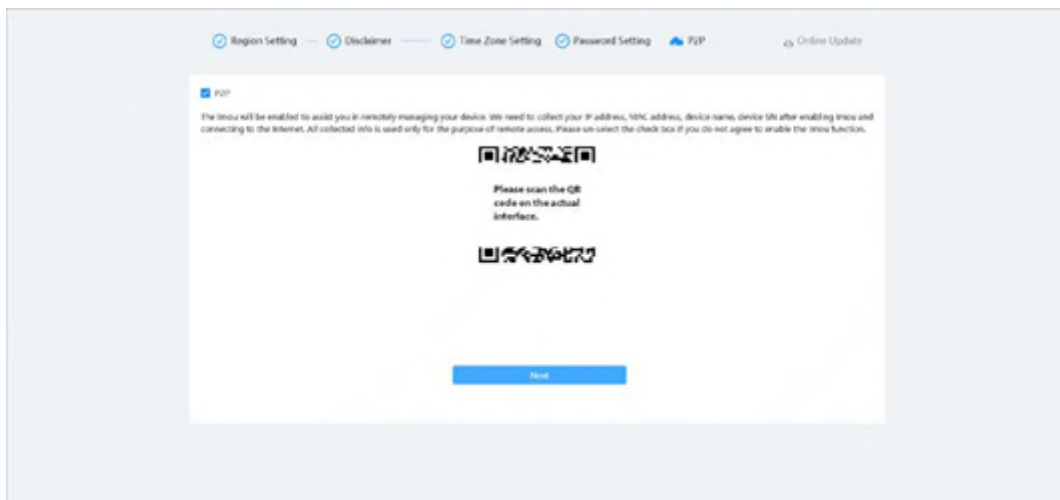 Region Setting
Disclaimer
Time Zone Setting
Password Setting
P2P
Online Update
P2P
The Imou will be enabled to assist you in remotely managing your device. We need to collect your IP address, MAC address, device name, device SN after enabling Imou and
connecting to the Internet. All collected info is used only for the purpose of remote access. Please un-select the check box if you do not agree to enable the Imou function.
Please scan the QR
code on the actual
interface.
Next